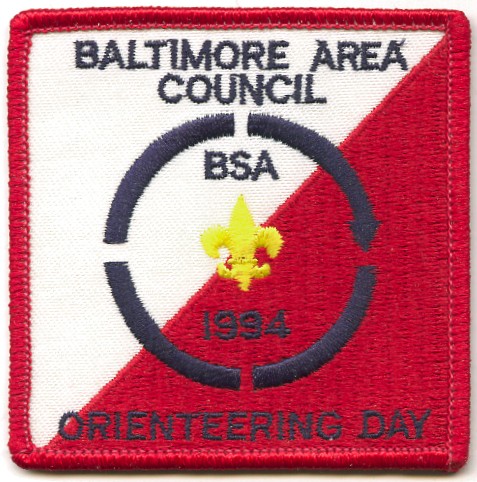 BALTIMORE AREA
COUNCIL
BSA
1994
ORIENTEERING DAY